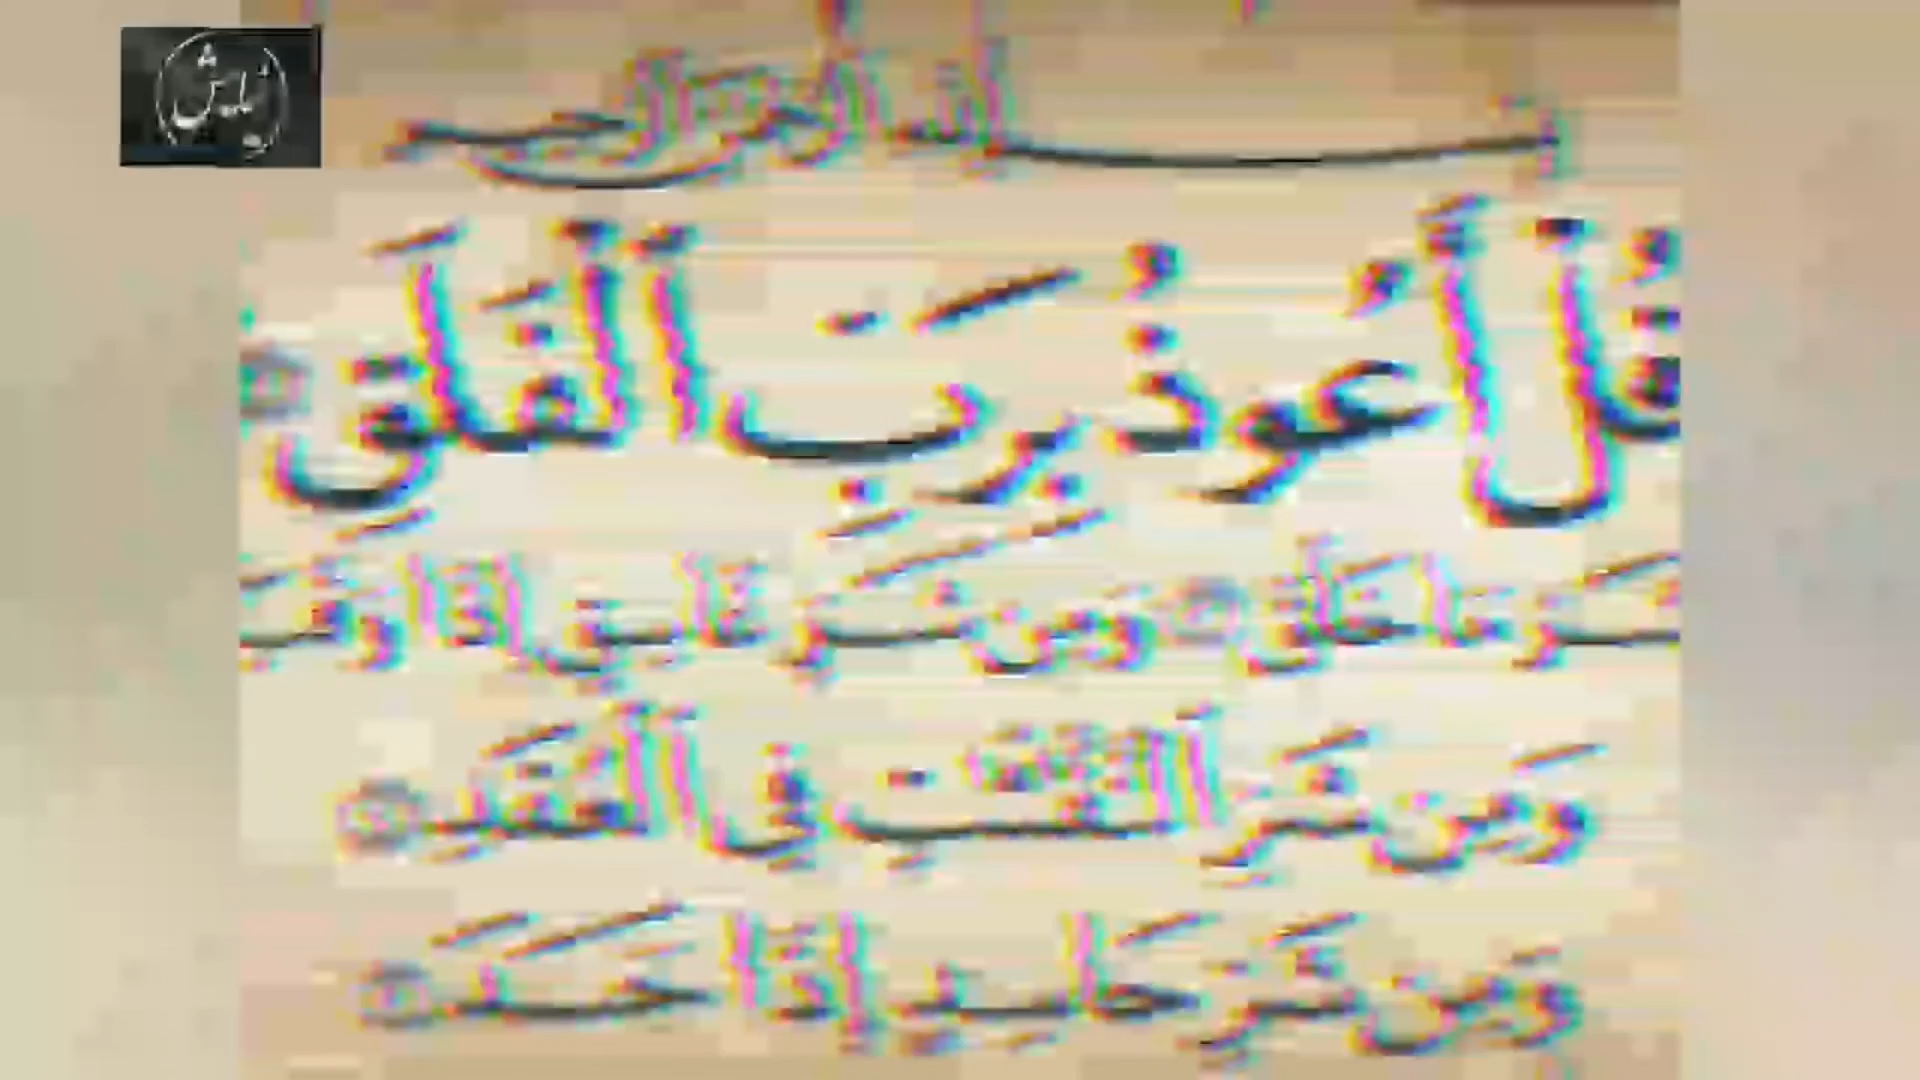 قُلْ أَعُوذُ بِرَبِّ ٱلْفَلَقِ
شَرِّ مَا خَلَقَ ۝ وَمِن شَرِّ غَاسِقٍ إِذَا وَقَبَ
وَمِن شَرِّ ٱلنَّفَّـٰثَـٰتِ فِى ٱلْعُقَدِ
وَمِن شَرِّ حَاسِدٍ إِذَا حَسَدَ